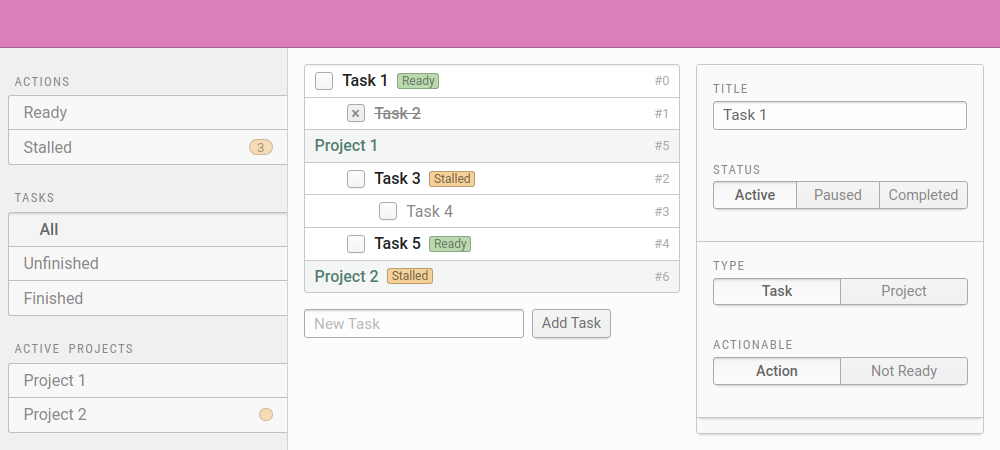 ACTIONS
Ready
Stalled 3
TASKS
All
Unfinished
Finished
ACTIVE PROJECTS
Project 1
Project 2
Task 1 Ready #0
Task 2 #1
Project 1 #5
Task 3 Stalled #2
Task 4 #3
Task 5 Ready #4
Project 2 Stalled #6
New Task Add Task
TITLE
Task 1
STATUS
Active Paused Completed
TYPE
Task Project
ACTIONABLE
Action Not Ready